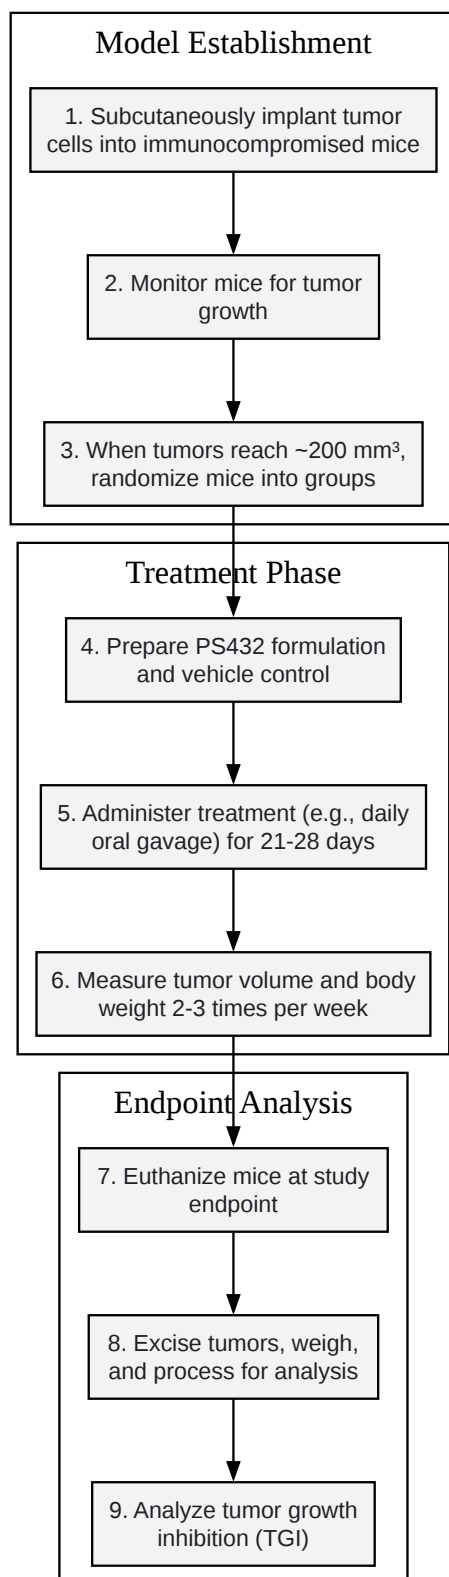 Model Establishment
1. Subcutaneously implant tumor
cells into immunocompromised mice
2. Monitor mice for tumor
growth
3. When tumors reach ~200 mm³,
randomize mice into groups
Treatment Phase
4. Prepare PS432 formulation
and vehicle control
5. Administer treatment (e.g., daily
oral gavage) for 21-28 days
6. Measure tumor volume and body
weight 2-3 times per week
Endpoint Analysis
7. Euthanize mice at study
endpoint
8. Excise tumors, weigh,
and process for analysis
9. Analyze tumor growth
inhibition (TGI)